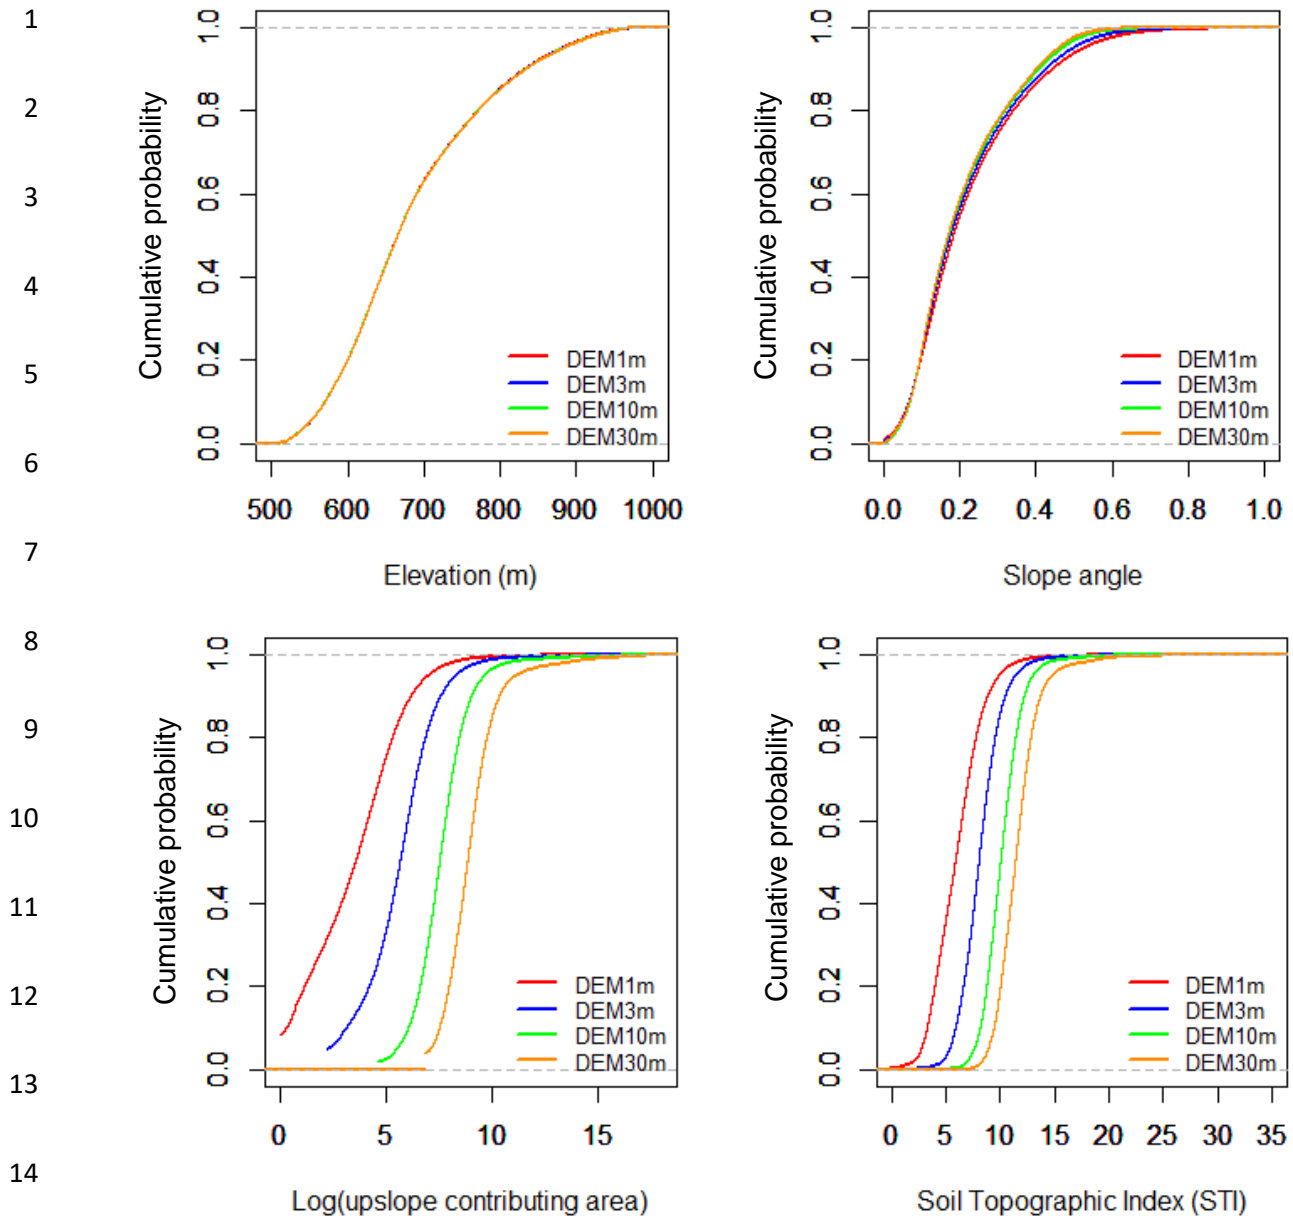 1
2
3
4
5
6
7
8
9
10
11
12
13
14
Cumulative probability
1.0
0.8
0.6
0.4
0.2
0.0
DEM1m
DEM3m
DEM10m
DEM30m
500 600 700 800 900 1000
Elevation (m)
Cumulative probability
1.0
0.8
0.6
0.4
0.2
0.0
DEM1m
DEM3m
DEM10m
DEM30m
0.0 0.2 0.4 0.6 0.8 1.0
Slope angle
Cumulative probability
1.0
0.8
0.6
0.4
0.2
0.0
DEM1m
DEM3m
DEM10m
DEM30m
0 5 10 15
Log(upslope contributing area)
Cumulative probability
1.0
0.8
0.6
0.4
0.2
0.0
DEM1m
DEM3m
DEM10m
DEM30m
0 5 10 15 20 25 30 35
Soil Topographic Index (STI)